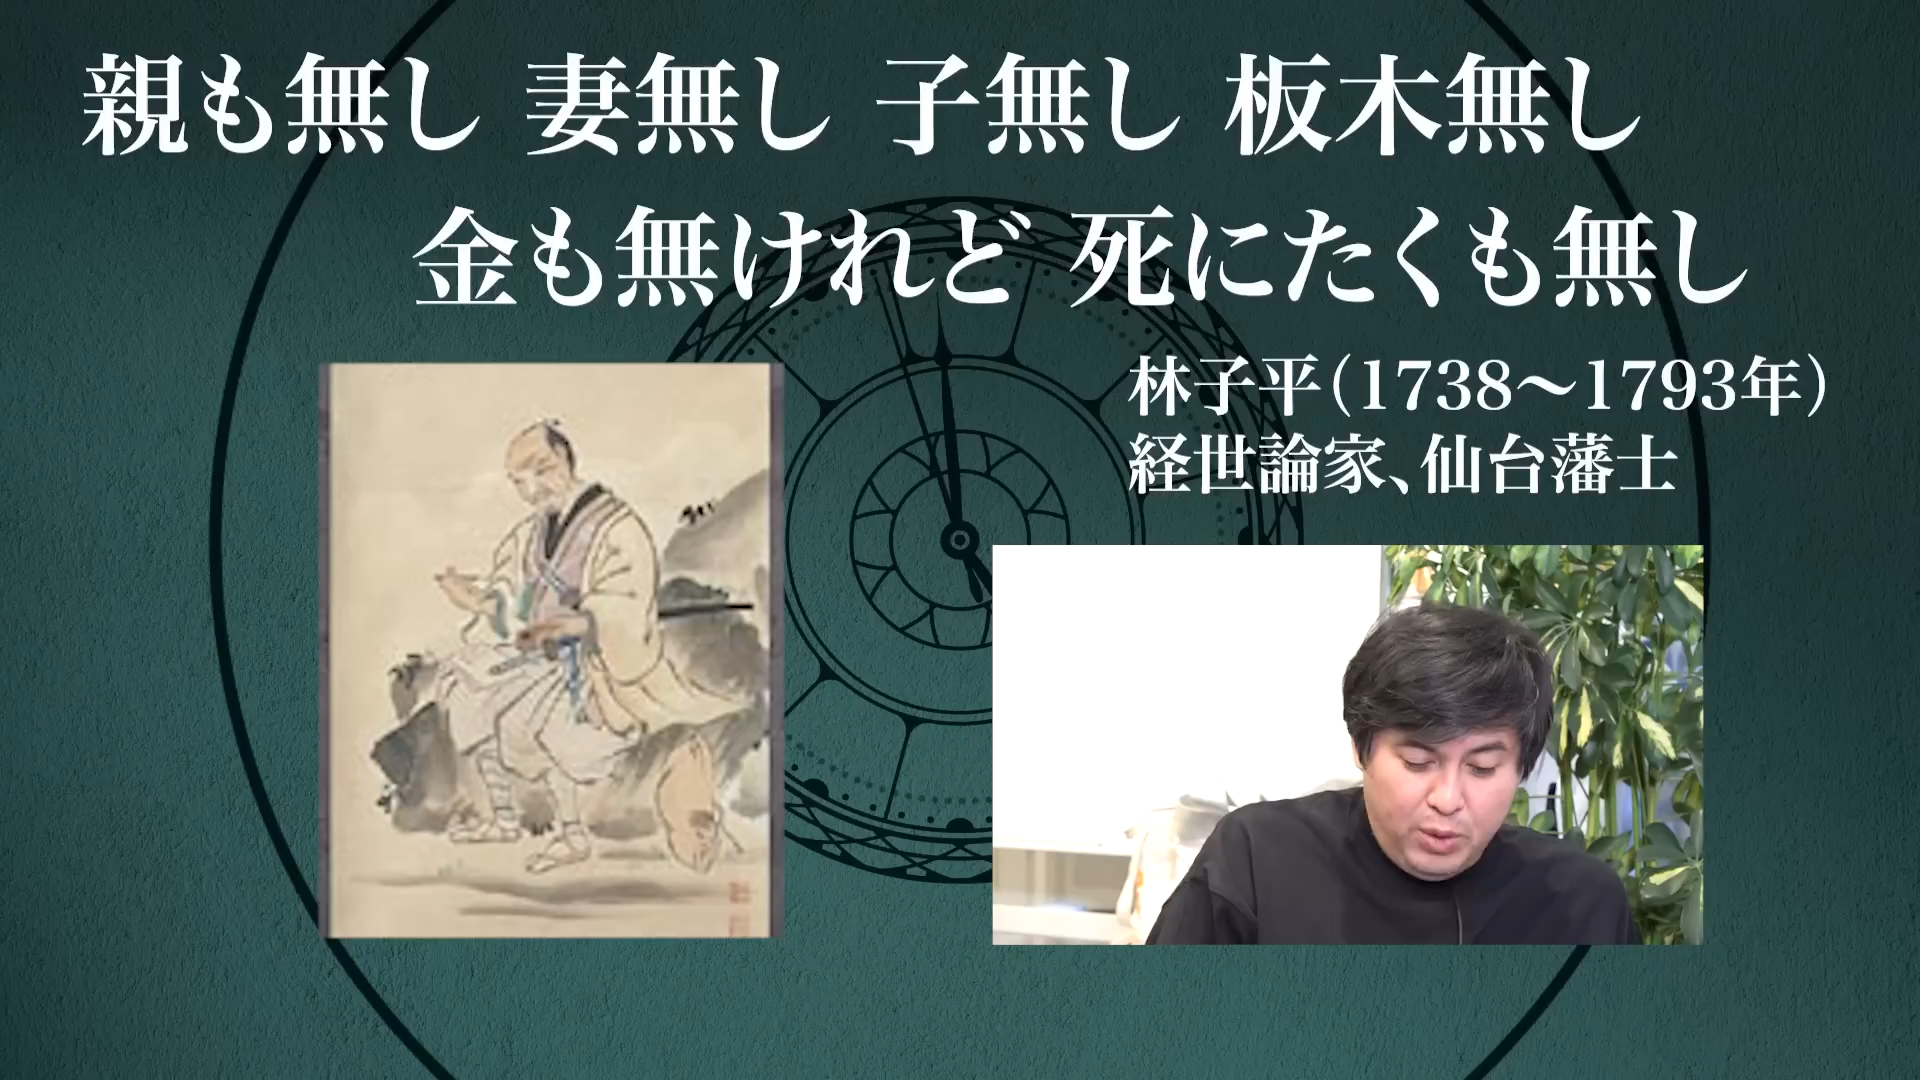 親も無し 妻無し 子無し 板木無し
金も無けれど 死にたくも無し
林子平(1738〜1793年)
経世論家、仙台藩士